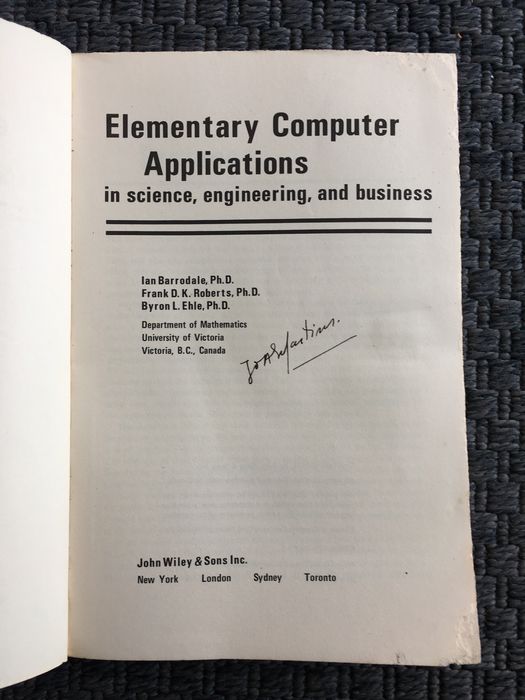 Elementary Computer
Applications
in science, engineering, and business
Ian Barrodale, Ph.D.
Frank D. K. Roberts, Ph.D.
Byron L. Ehle, Ph.D.
Department of Mathematics
University of Victoria
Victoria, B.C., Canada
John Wiley & Sons Inc.
New York London Sydney Toronto